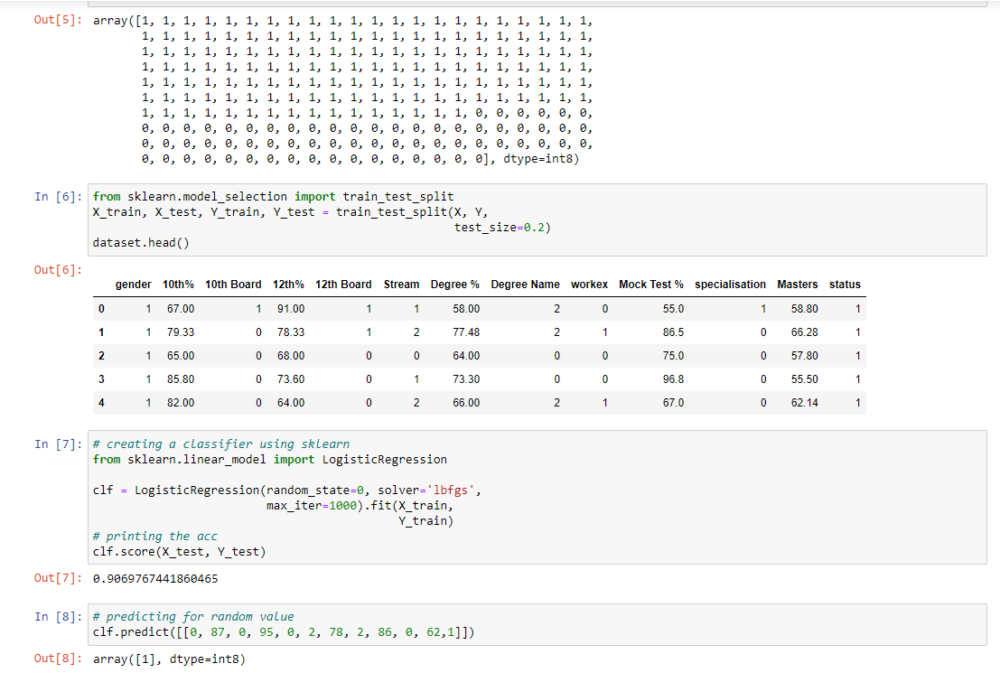 Out[5]: array([1, 1, 1, 1, 1, 1, 1, 1, 1, 1, 1, 1, 1, 1, 1, 1, 1, 1, 1, 1, 1, 1,
1, 1, 1, 1, 1, 1, 1, 1, 1, 1, 1, 1, 1, 1, 1, 1, 1, 1, 1, 1, 1, 1,
1, 1, 1, 1, 1, 1, 1, 1, 1, 1, 1, 1, 1, 1, 1, 1, 1, 1, 1, 1, 1, 1,
1, 1, 1, 1, 1, 1, 1, 1, 1, 1, 1, 1, 1, 1, 1, 1, 1, 1, 1, 1, 1, 1,
1, 1, 1, 1, 1, 1, 1, 1, 1, 1, 1, 1, 1, 1, 1, 1, 1, 1, 1, 1, 1, 1,
1, 1, 1, 1, 1, 1, 1, 1, 1, 1, 1, 1, 1, 1, 1, 1, 1, 1, 1, 1, 1, 1,
1, 1, 1, 1, 1, 1, 1, 1, 1, 1, 1, 1, 1, 1, 1, 1, 0, 0, 0, 0, 0, 0,
0, 0, 0, 0, 0, 0, 0, 0, 0, 0, 0, 0, 0, 0, 0, 0, 0, 0, 0, 0, 0, 0,
0, 0, 0, 0, 0, 0, 0, 0, 0, 0, 0, 0, 0, 0, 0, 0, 0, 0, 0, 0, 0, 0,
0, 0, 0, 0, 0, 0, 0, 0, 0, 0, 0, 0, 0, 0, 0, 0, 0], dtype=int8)
In [6]: from sklearn.model_selection import train_test_split
X_train, X_test, Y_train, Y_test = train_test_split(X, Y,
test_size=0.2)
dataset.head()
Out[6]:
gender 10th% 10th Board 12th% 12th Board Stream Degree % Degree Name workex Mock Test % specialisation Masters status
0 1 67.00 1 91.00 1 1 58.00 2 0 55.0 1 58.80 1
1 1 79.33 0 78.33 1 2 77.48 2 1 86.5 0 66.28 1
2 1 65.00 0 68.00 0 0 64.00 0 0 75.0 0 57.80 1
3 1 85.80 0 73.60 0 1 73.30 0 0 96.8 0 55.50 1
4 1 82.00 0 64.00 0 2 66.00 2 1 67.0 0 62.14 1
In [7]: # creating a classifier using sklearn
from sklearn.linear_model import LogisticRegression
clf = LogisticRegression(random_state=0, solver='lbfgs',
max_iter=1000).fit(X_train,
Y_train)
# printing the acc
clf.score(X_test, Y_test)
Out[7]: 0.9069767441860465
In [8]: # predicting for random value
clf.predict([[0, 87, 0, 95, 0, 2, 78, 2, 86, 0, 62,1]])
Out[8]: array([1], dtype=int8)